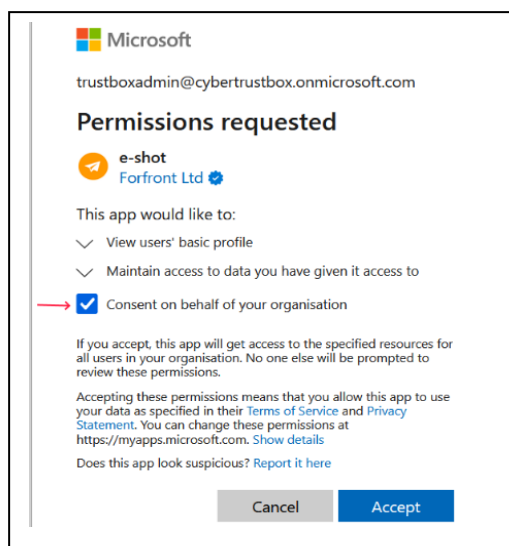 Microsoft
trustboxadmin@cybertrustbox.onmicrosoft.com
Permissions requested
e-shot
Forfront Ltd
This app would like to:
View users' basic profile
Maintain access to data you have given it access to
Consent on behalf of your organisation
If you accept, this app will get access to the specified resources for
all users in your organisation. No one else will be prompted to
review these permissions.
Accepting these permissions means that you allow this app to use
your data as specified in their Terms of Service and Privacy
Statement. You can change these permissions at
https://myapps.microsoft.com. Show details
Does this app look suspicious? Report it here
Cancel Accept